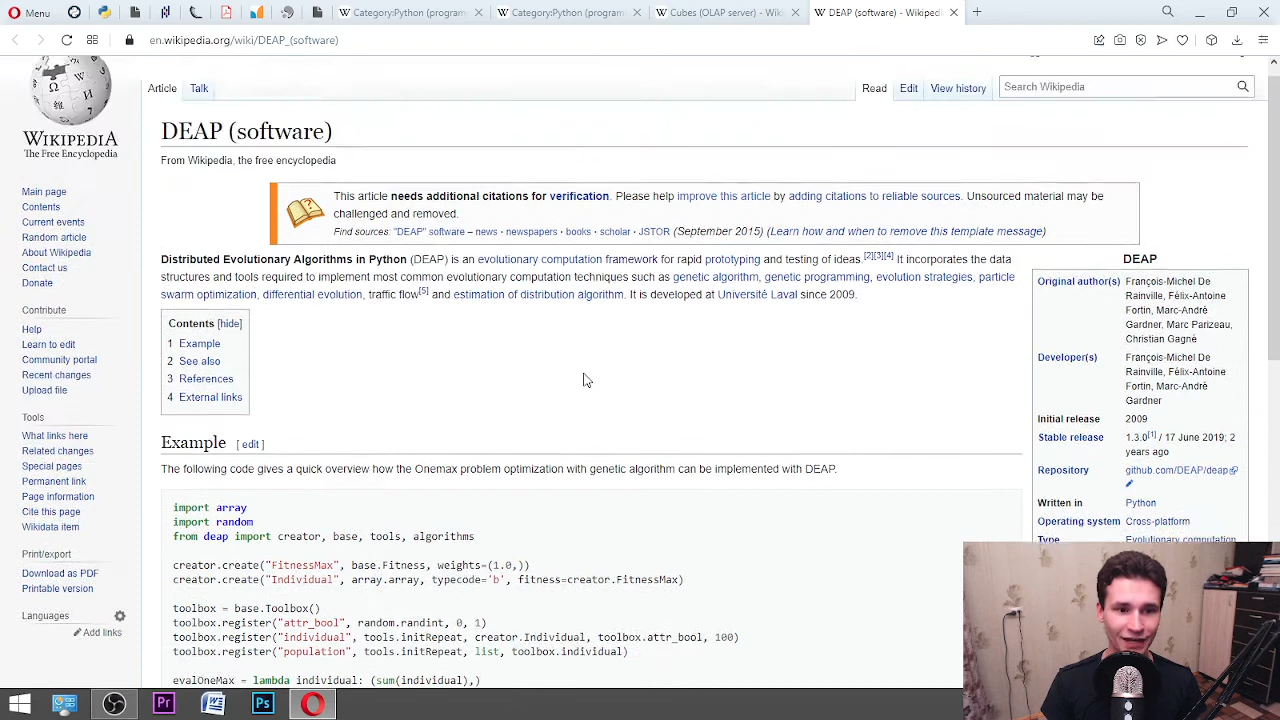 Menu
Category:Python (program
Category:Python (program
Cubes (OLAP server) - Wiki
DEAP (software) - Wikiped
en.wikipedia.org/wiki/DEAP_(software)
WIKIPEDIA
The Free Encyclopedia
Main page
Contents
Current events
Random article
About Wikipedia
Contact us
Donate
Contribute
Help
Learn to edit
Community portal
Recent changes
Upload file
Tools
What links here
Related changes
Special pages
Permanent link
Page information
Cite this page
Wikidata item
Print/export
Download as PDF
Printable version
Languages
Add links
Article Talk
Read Edit View history
Search Wikipedia
DEAP (software)
From Wikipedia, the free encyclopedia
This article needs additional citations for verification. Please help improve this article by adding citations to reliable sources. Unsourced material may be
challenged and removed.
Find sources: "DEAP" software – news · newspapers · books · scholar · JSTOR (September 2015) (Learn how and when to remove this template message)
Distributed Evolutionary Algorithms in Python (DEAP) is an evolutionary computation framework for rapid prototyping and testing of ideas.[2][3][4] It incorporates the data
structures and tools required to implement most common evolutionary computation techniques such as genetic algorithm, genetic programming, evolution strategies, particle
swarm optimization, differential evolution, traffic flow[5] and estimation of distribution algorithm. It is developed at Université Laval since 2009.
Contents [hide]
1 Example
2 See also
3 References
4 External links
Example [ edit ]
The following code gives a quick overview how the Onemax problem optimization with genetic algorithm can be implemented with DEAP.
import array
import random
from deap import creator, base, tools, algorithms
creator.create("FitnessMax", base.Fitness, weights=(1.0,))
creator.create("Individual", array.array, typecode='b', fitness=creator.FitnessMax)
toolbox = base.Toolbox()
toolbox.register("attr_bool", random.randint, 0, 1)
toolbox.register("individual", tools.initRepeat, creator.Individual, toolbox.attr_bool, 100)
toolbox.register("population", tools.initRepeat, list, toolbox.individual)
evalOneMax = lambda individual: (sum(individual),)
DEAP
Original author(s) François-Michel De
Rainville, Félix-Antoine
Fortin, Marc-André
Gardner, Marc Parizeau,
Christian Gagné
Developer(s) François-Michel De
Rainville, Félix-Antoine
Fortin, Marc-André
Gardner
Initial release 2009
Stable release 1.3.0[1] / 17 June 2019; 2
years ago
Repository github.com/DEAP/deap
Written in Python
Operating system Cross-platform
Type Evolutionary computation
Pr
Ps